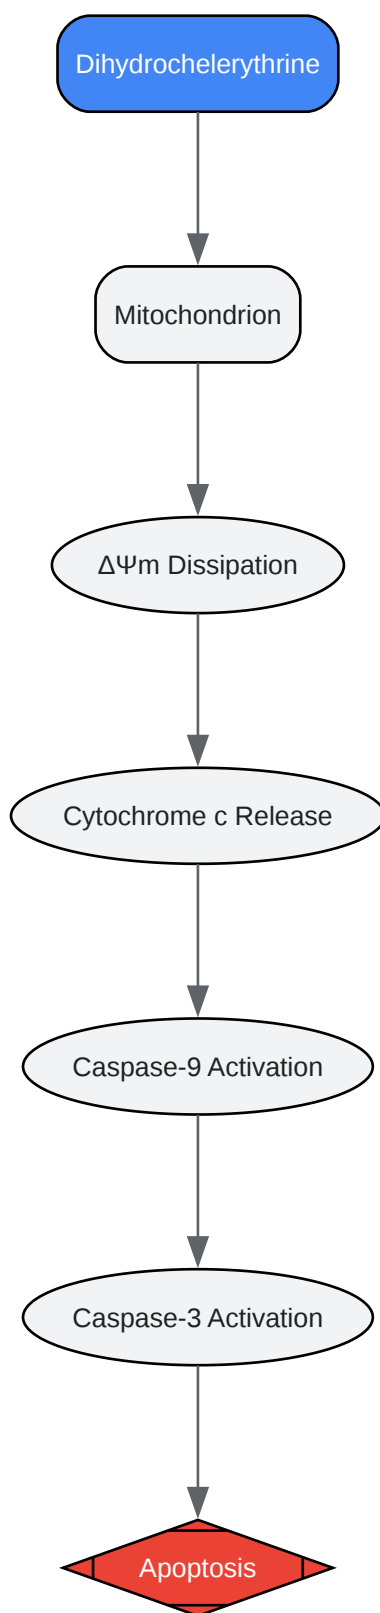 Dihydrochelerythrine
Mitochondrion
ΔΨm Dissipation
Cytochrome c Release
Caspase-9 Activation
Caspase-3 Activation
Apoptosis